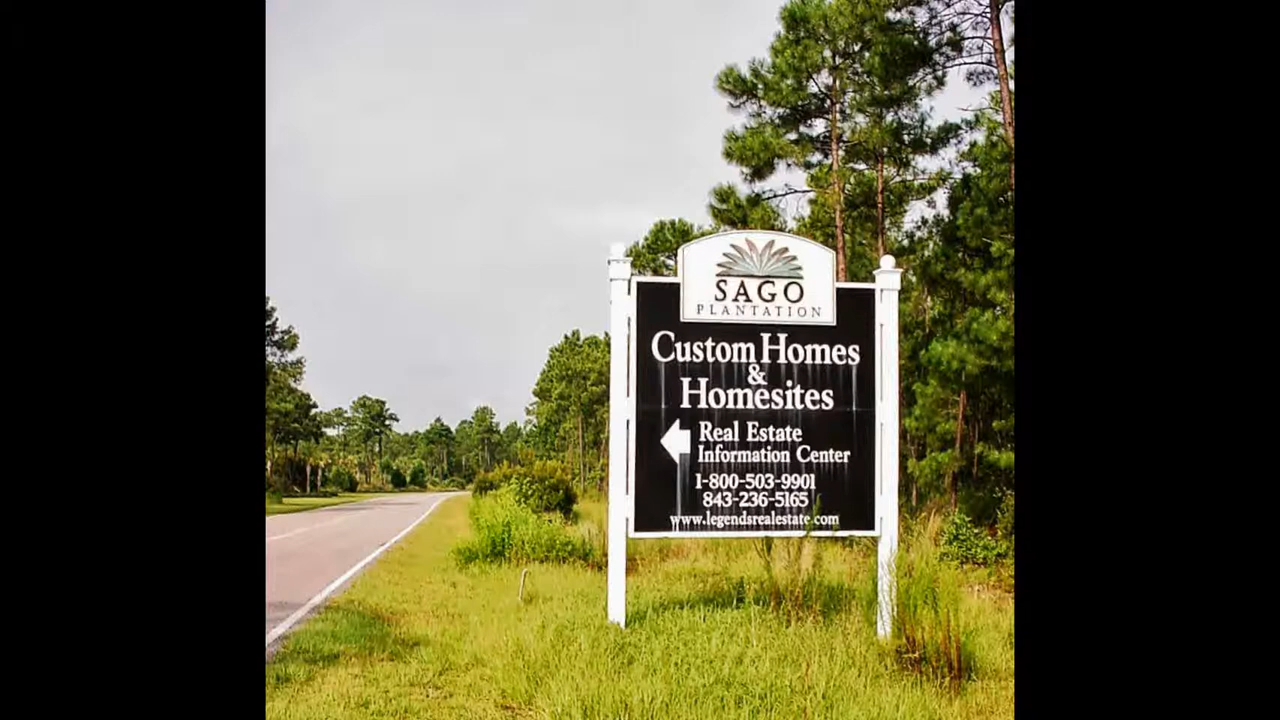 SAGO
PLANTATION
Custom Homes
&
Homesites
Real Estate
Information Center
1-800-503-9901
843-236-5165
www.legendsrealestate.com